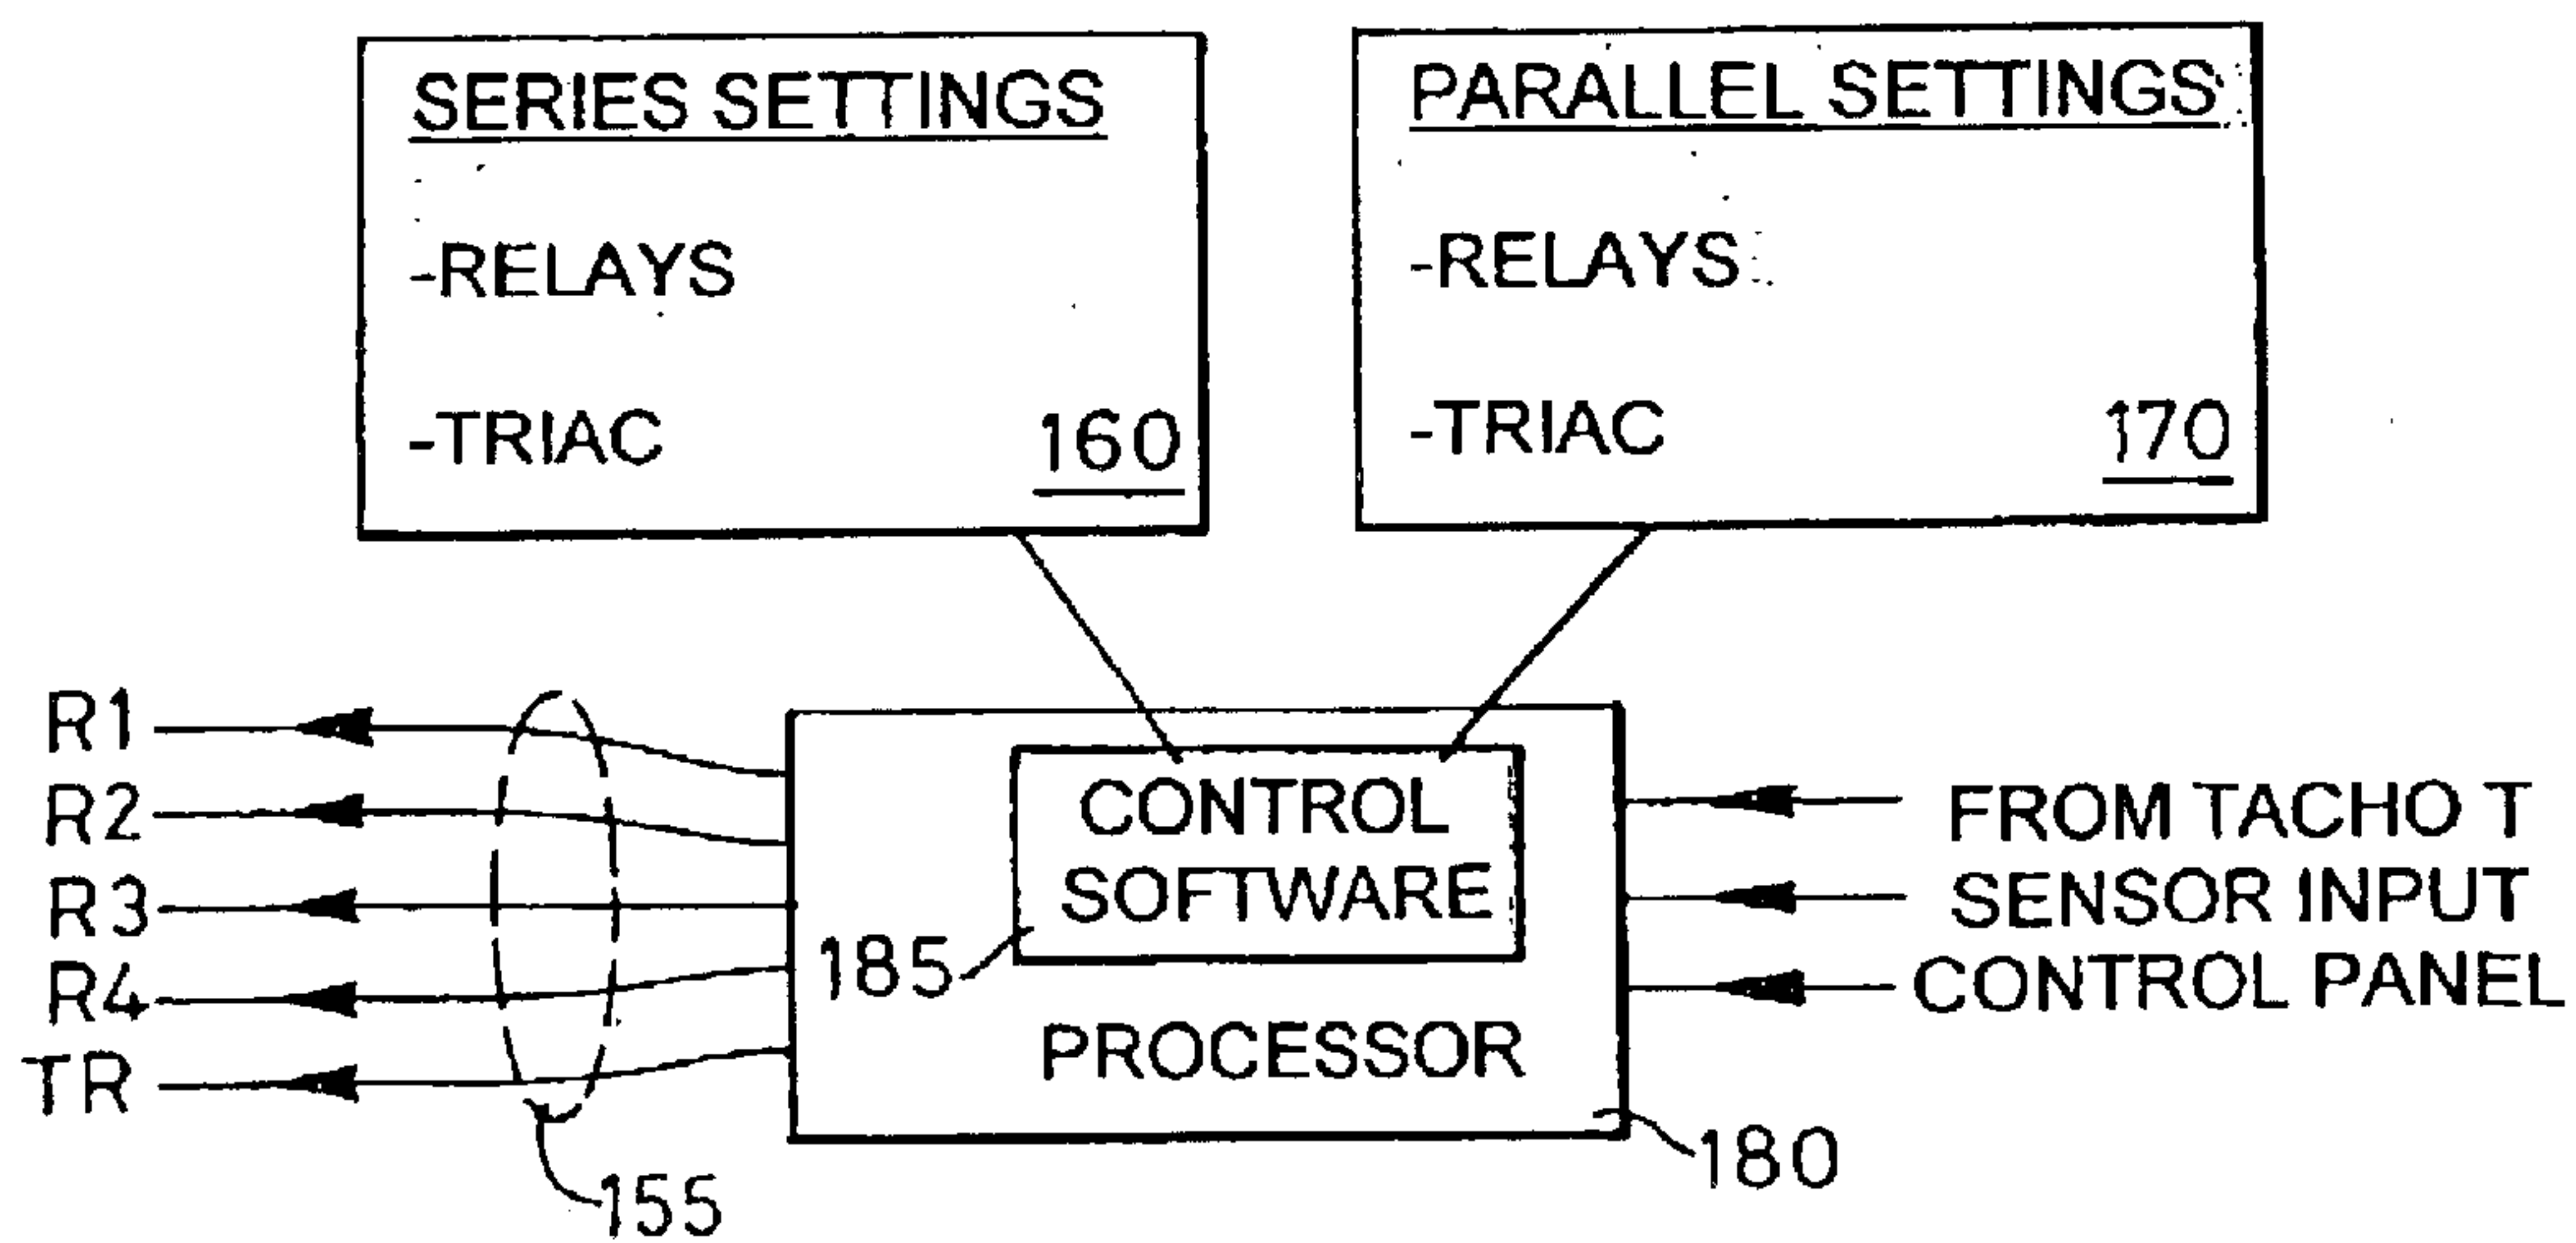 SERIES SETTINGS
-RELAYS
-TRIAC
160
PARALLEL SETTINGS
-RELAYS
-TRIAC
170
R1
R2
R3
R4
TR
155
CONTROL
SOFTWARE
185
PROCESSOR
180
FROM TACHO T
SENSOR INPUT
CONTROL PANEL